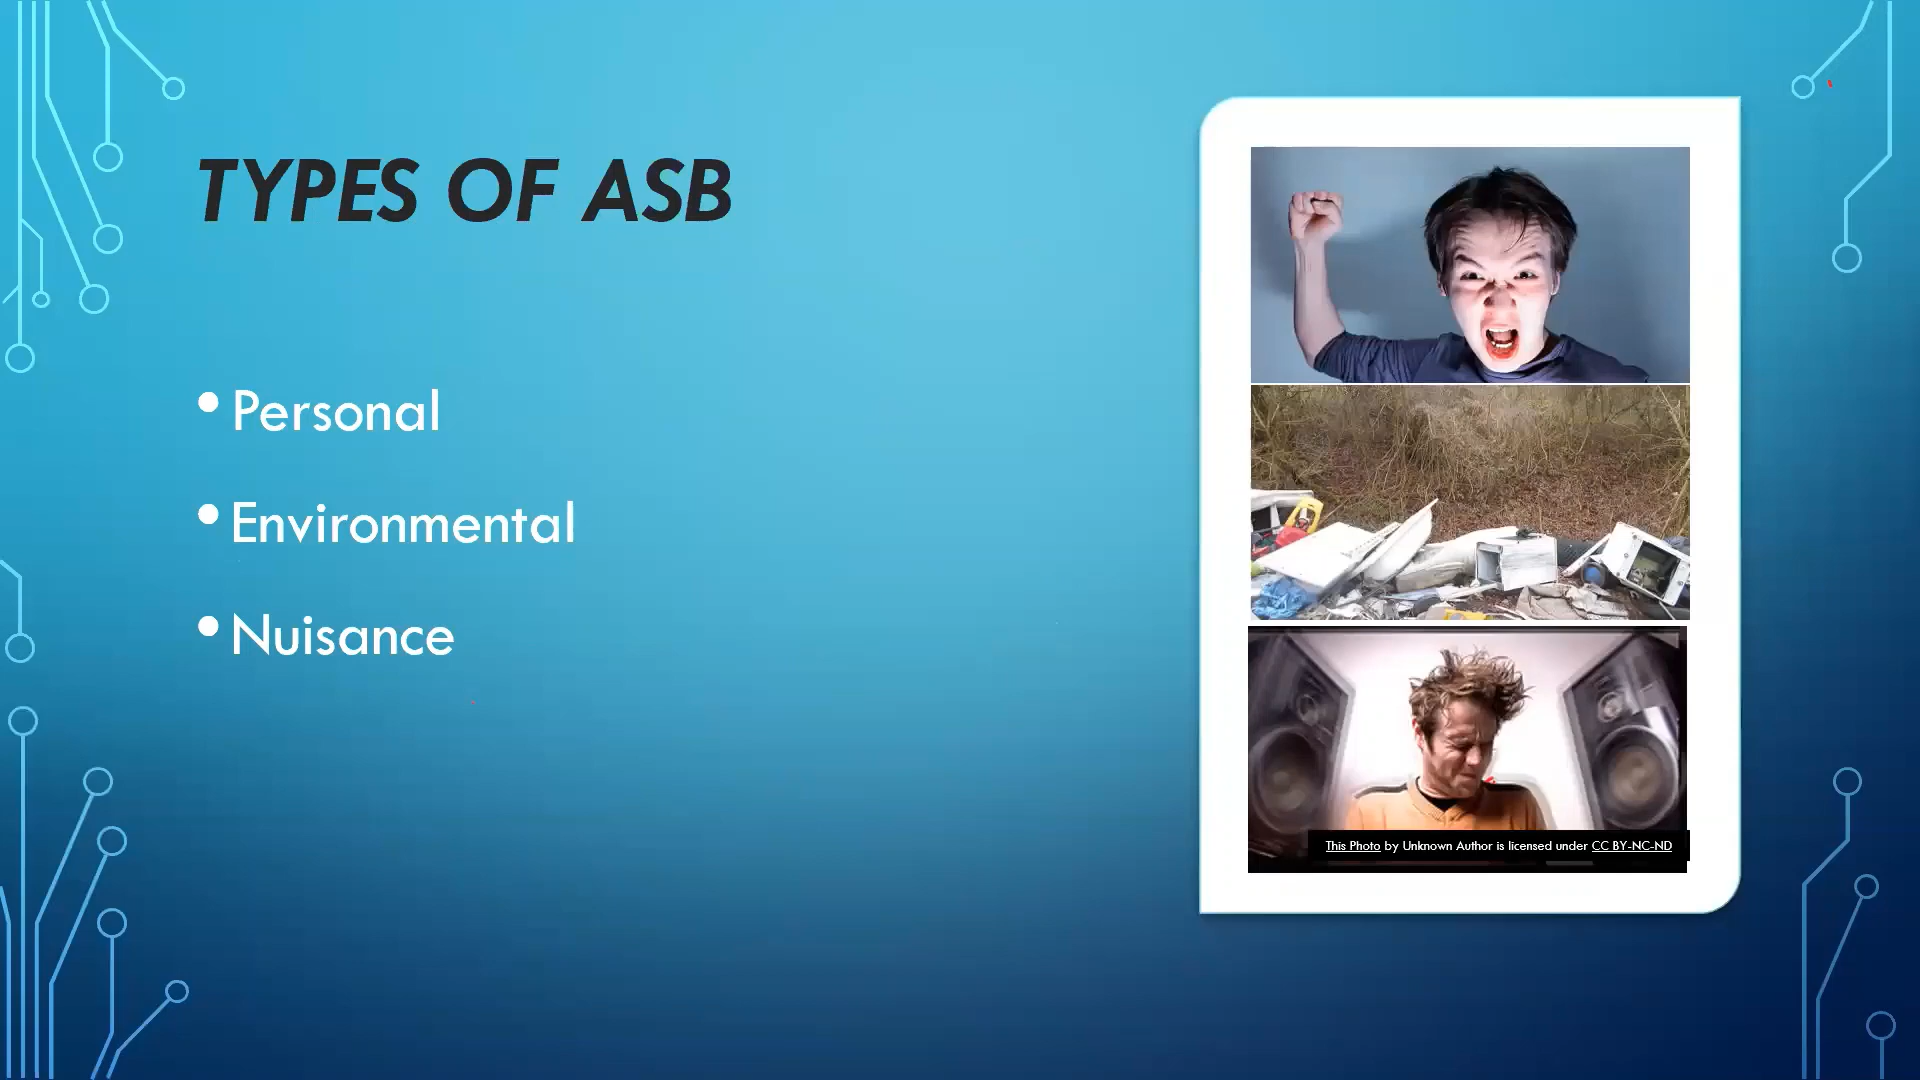 TYPES OF ASB
• Personal
• Environmental
• Nuisance
This Photo by Unknown Author is licensed under CC BY-NC-ND